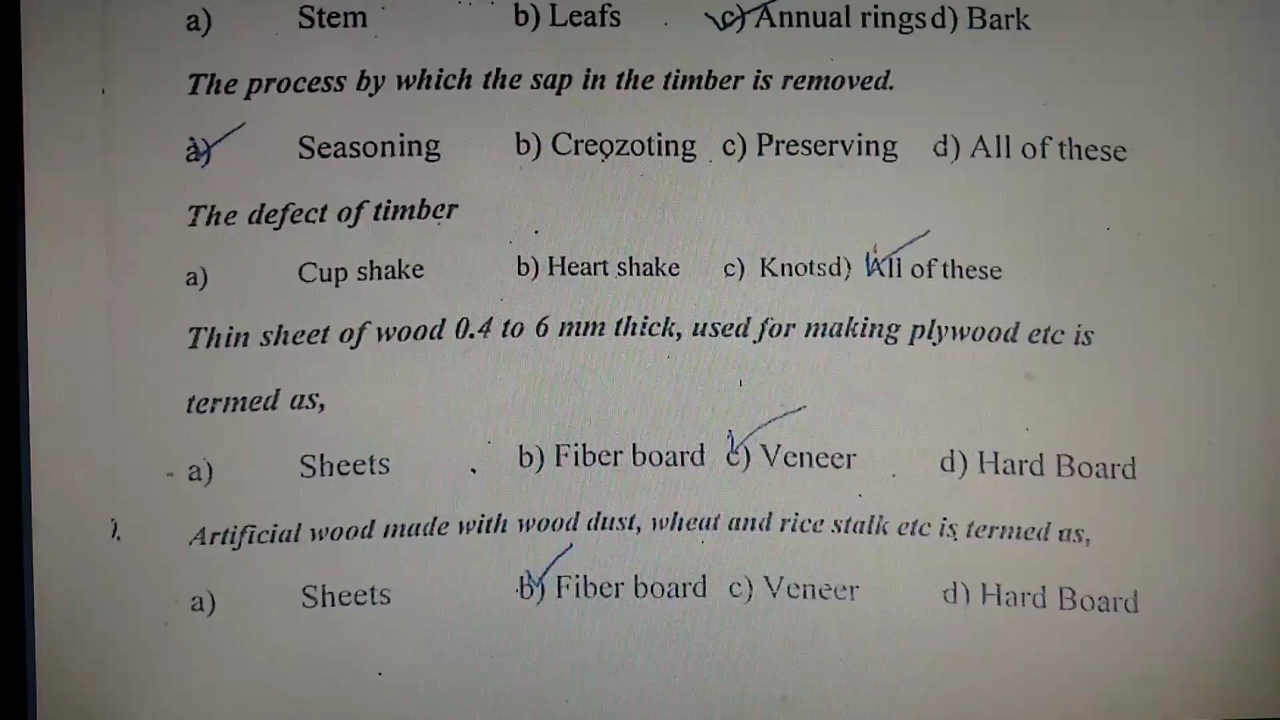 a) Stem b) Leafs c) Annual rings d) Bark
The process by which the sap in the timber is removed.
a) Seasoning b) Creozoting c) Preserving d) All of these
The defect of timber
a) Cup shake b) Heart shake c) Knotsd) All of these
Thin sheet of wood 0.4 to 6 mm thick, used for making plywood etc is
termed as,
a) Sheets b) Fiber board c) Veneer d) Hard Board
Artificial wood made with wood dust, wheat and rice stalk etc is termed as,
a) Sheets b) Fiber board c) Veneer d) Hard Board